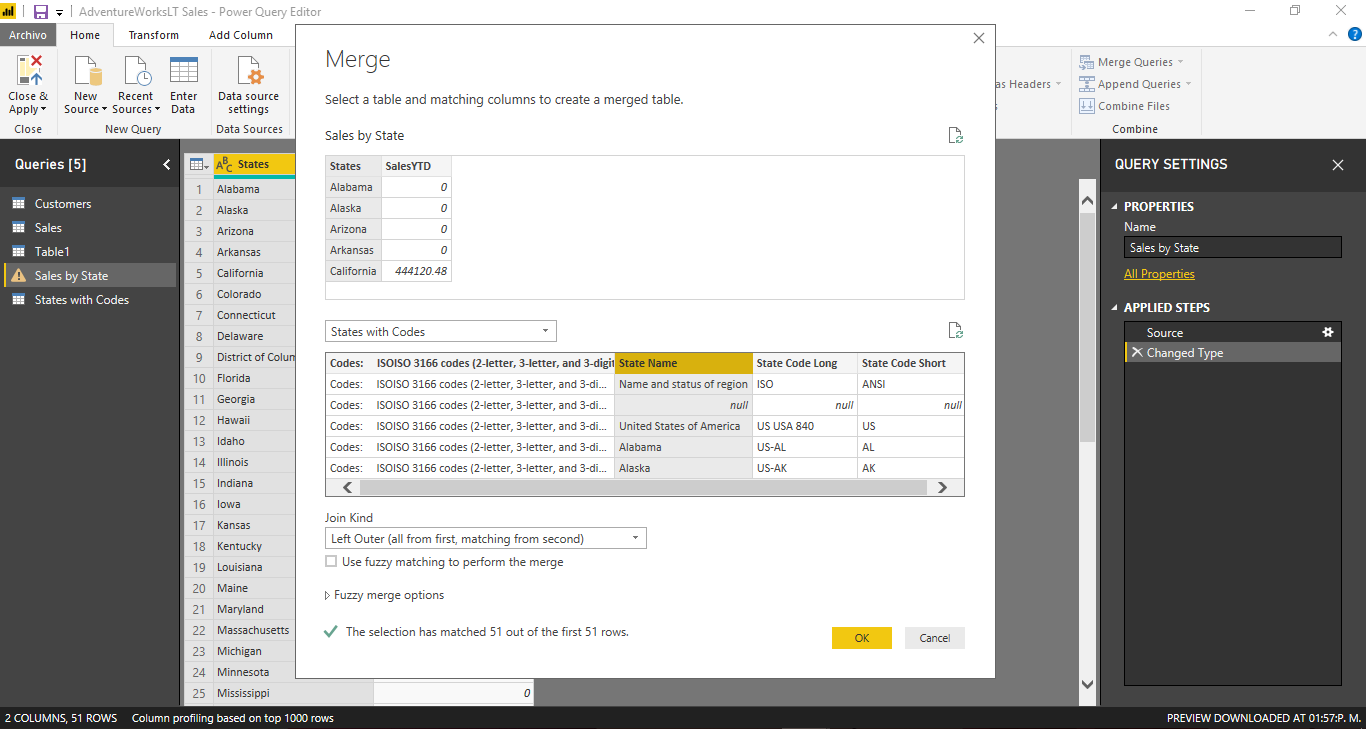 AdventureWorksLT Sales - Power Query Editor
Archivo Home Transform Add Column
Close & Apply
New Source
Recent Sources
Enter Data
Data source settings
as Headers
Merge Queries
Append Queries
Combine Files
Close New Query Data Sources Combine
Queries [5]
Customers
Sales
Table1
Sales by State
States with Codes
ABC States
1 Alabama
2 Alaska
3 Arizona
4 Arkansas
5 California
6 Colorado
7 Connecticut
8 Delaware
9 District of Colum
10 Florida
11 Georgia
12 Hawaii
13 Idaho
14 Illinois
15 Indiana
16 Iowa
17 Kansas
18 Kentucky
19 Louisiana
20 Maine
21 Maryland
22 Massachusetts
23 Michigan
24 Minnesota
25 Mississippi 0
Merge
Select a table and matching columns to create a merged table.
Sales by State
States SalesYTD
Alabama 0
Alaska 0
Arizona 0
Arkansas 0
California 444120.48
States with Codes
Codes: ISOISO 3166 codes (2-letter, 3-letter, and 3-digit State Name State Code Long State Code Short
Codes: ISOISO 3166 codes (2-letter, 3-letter, and 3-di... Name and status of region ISO ANSI
Codes: ISOISO 3166 codes (2-letter, 3-letter, and 3-di... null null null
Codes: ISOISO 3166 codes (2-letter, 3-letter, and 3-di... United States of America US USA 840 US
Codes: ISOISO 3166 codes (2-letter, 3-letter, and 3-di... Alabama US-AL AL
Codes: ISOISO 3166 codes (2-letter, 3-letter, and 3-di... Alaska US-AK AK
Join Kind
Left Outer (all from first, matching from second)
Use fuzzy matching to perform the merge
Fuzzy merge options
The selection has matched 51 out of the first 51 rows.
OK Cancel
QUERY SETTINGS
PROPERTIES
Name
Sales by State
All Properties
APPLIED STEPS
Source
Changed Type
2 COLUMNS, 51 ROWS Column profiling based on top 1000 rows PREVIEW DOWNLOADED AT 01:57:P. M.